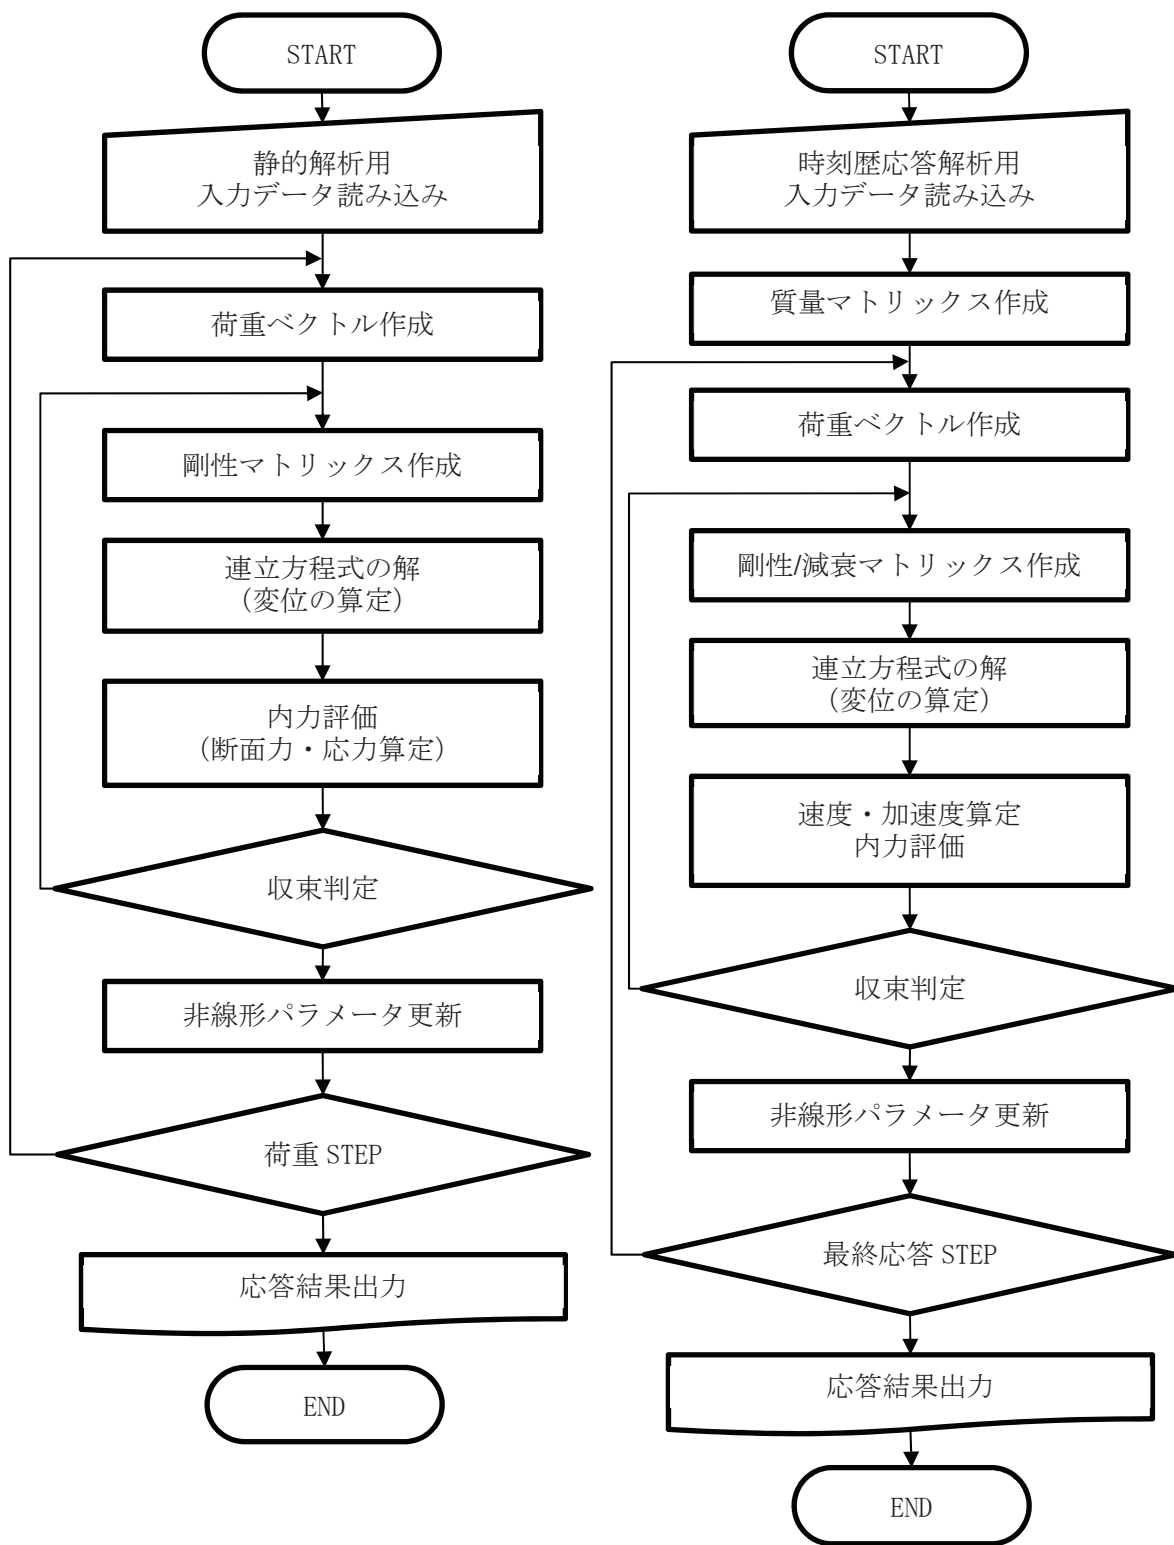 START
静的解析用
入力データ読み込み
荷重ベクトル作成
剛性マトリックス作成
連立方程式の解
(変位の算定)
内力評価
(断面力・応力算定)
収束判定
非線形パラメータ更新
荷重 STEP
応答結果出力
END
START
時刻歴応答解析用
入力データ読み込み
質量マトリックス作成
荷重ベクトル作成
剛性/減衰マトリックス作成
連立方程式の解
(変位の算定)
速度・加速度算定
内力評価
収束判定
非線形パラメータ更新
最終応答 STEP
応答結果出力
END